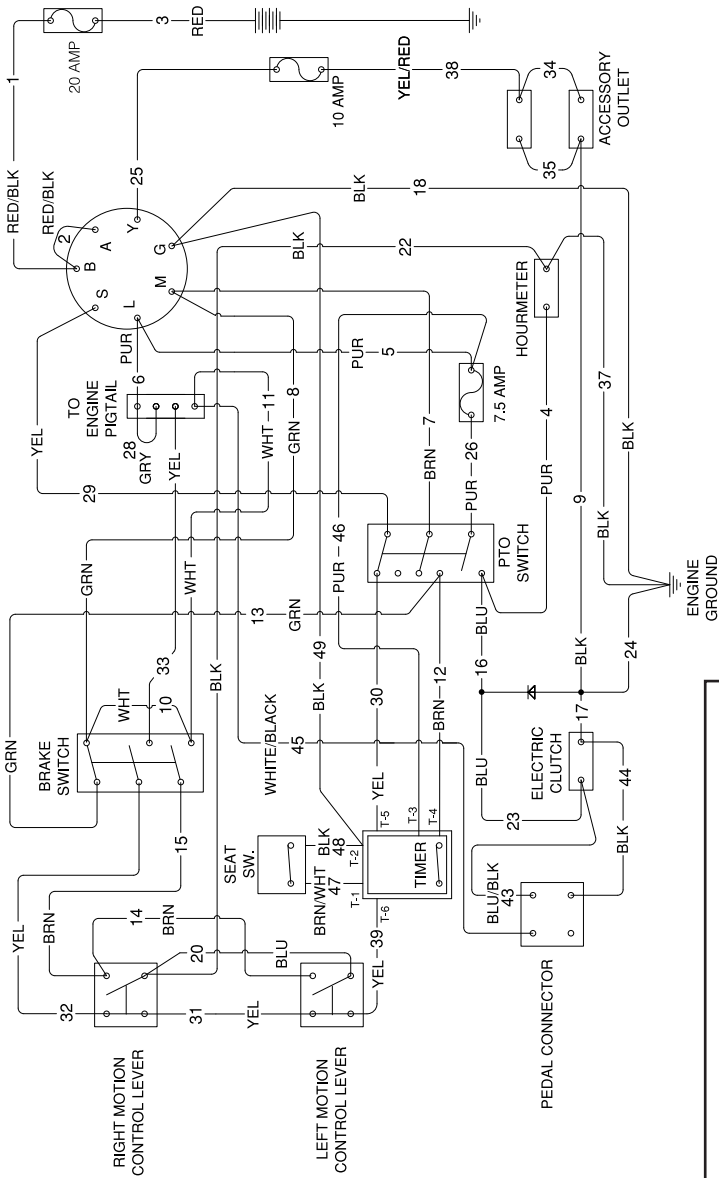 RED/BLK
1
20 AMP
3
RED
RED/BLK
2
B
A
S
Y
L
G
M
25
10 AMP
YEL/RED
38
34
35
ACCESSORY
OUTLET
BLK
18
BLK
22
HOURMETER
PUR
6
TO
ENGINE
PIGTAIL
28
GRY
YEL
WHT
11
GRN
8
PUR
5
7.5 AMP
YEL
29
BRN
7
PUR
26
PUR
4
37
BLK
9
BLK
BLK
24
ENGINE
GROUND
PTO
SWITCH
PUR
46
GRN
WHT
13
GRN
33
WHT
10
BRAKE
SWITCH
GRN
BLK
49
BLK
WHITE/BLACK
45
30
YEL
12
BRN
16
BLU
BLU
23
17
ELECTRIC
CLUTCH
44
BLK
BLU/BLK
43
PEDAL CONNECTOR
SEAT
SW.
BLK
48
BRN/WHT
47
T-1
T-2
T-3
T-4
T-5
T-6
TIMER
YEL
39
15
YEL
BRN
14
BRN
20
BLU
32
31
YEL
RIGHT MOTION
CONTROL LEVER
LEFT MOTION
CONTROL LEVER